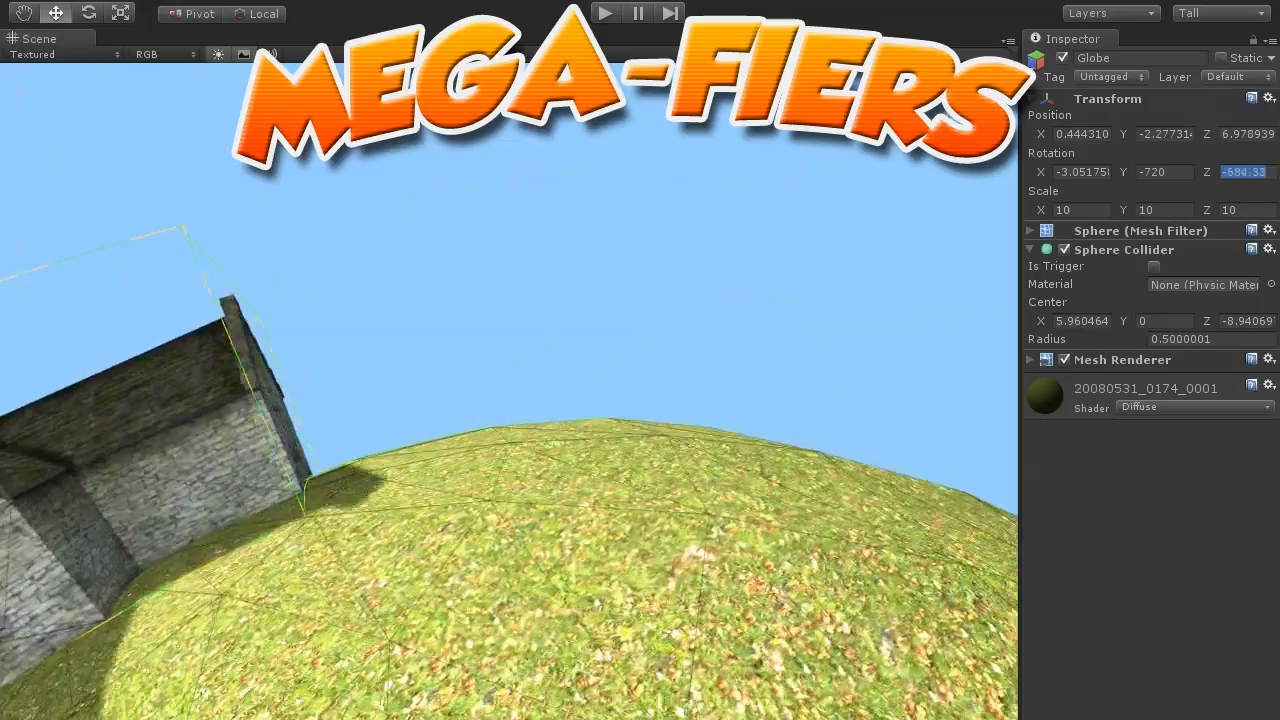 Pivot Local Layers Tall
Scene Inspector
Textured RGB
MEGA-FIERS
Globe Static
Tag Untagged Layer Default
Transform
Position
X 0.444310 Y -2.277314 Z 6.978939
Rotation
X -3.05175 Y -720 Z -684.33
Scale
X 10 Y 10 Z 10
Sphere (Mesh Filter)
Sphere Collider
Is Trigger
Material None (Physic Mater
Center
X 5.960464 Y 0 Z -8.94069
Radius 0.5000001
Mesh Renderer
20080531_0174_0001
Shader Diffuse